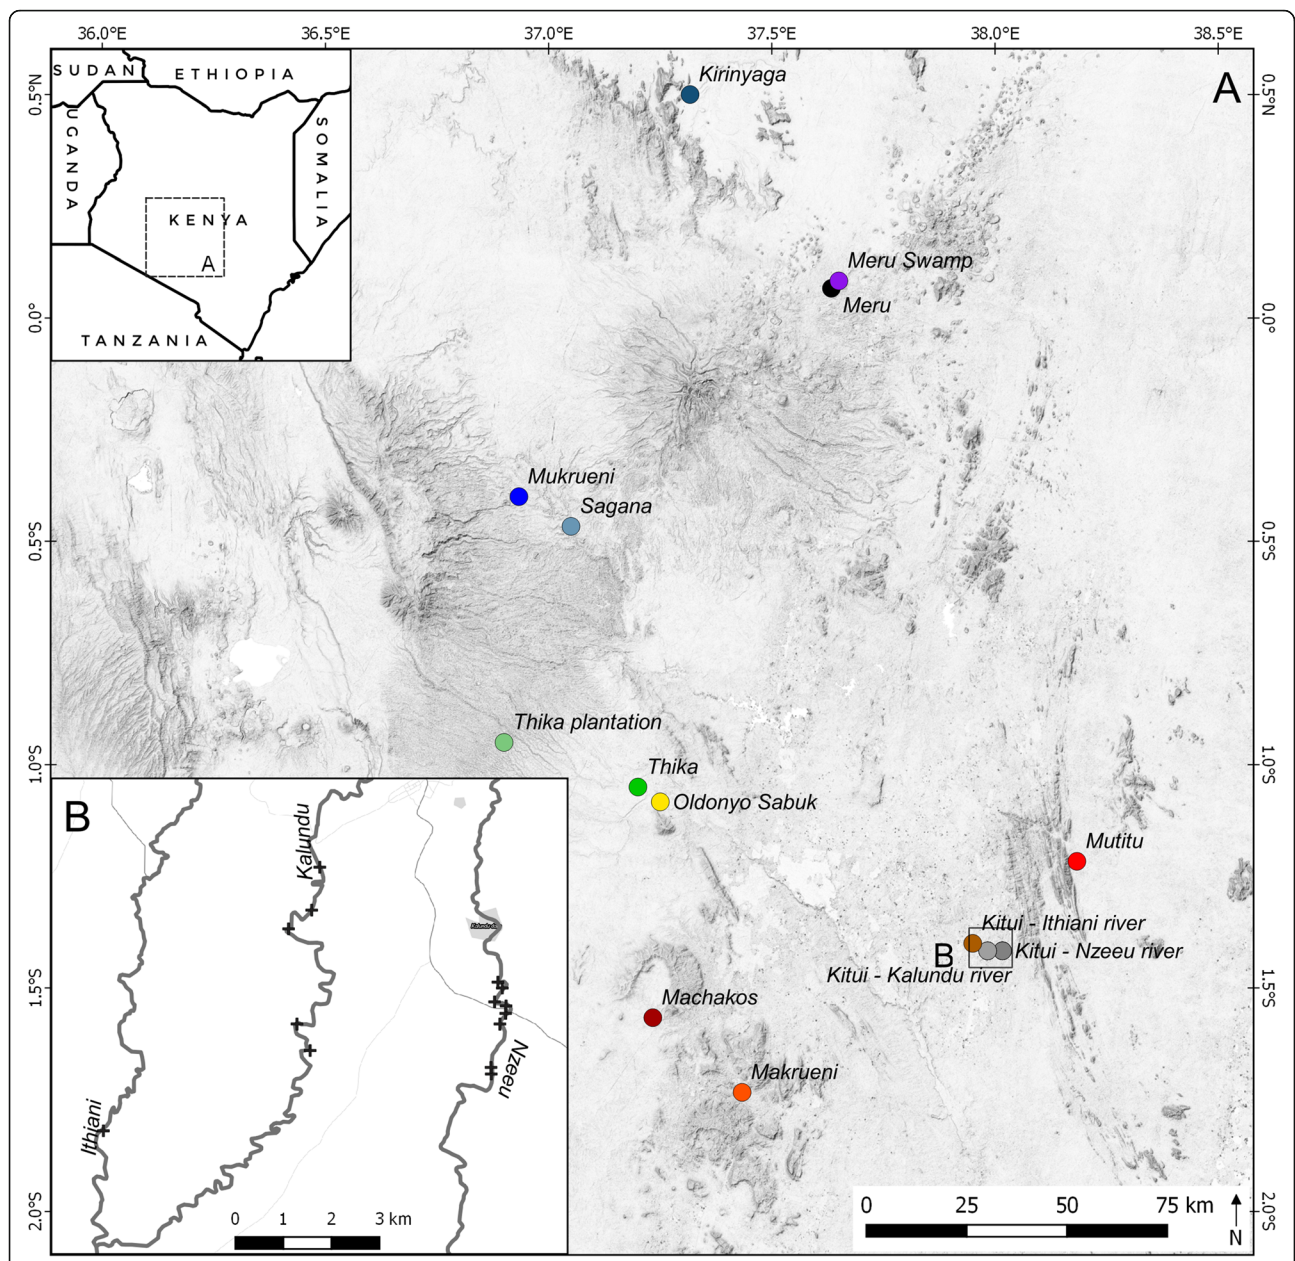 36.0°E 36.5°E 37.0°E 37.5°E 38.0°E 38.5°E
0.5°N
0.0°
0.5°S
1.0°S
1.5°S
2.0°S
0.5°N
0.0°
0.5°S
1.0°S
1.5°S
2.0°S
A
SUDAN
ETHIOPIA
UGANDA
SOMALIA
KENYA
A
TANZANIA
Kirinyaga
Meru Swamp
Meru
Mukrueni
Sagana
Thika plantation
Thika
Oldonyo Sabuk
Mutitu
Kitui - Ithiani river
B
Kitui - Nzeeu river
Kitui - Kalundu river
Machakos
Makrueni
B
Kalundu
Nzeeu
Ithiani
0 1 2 3 km
0 25 50 75 km
N